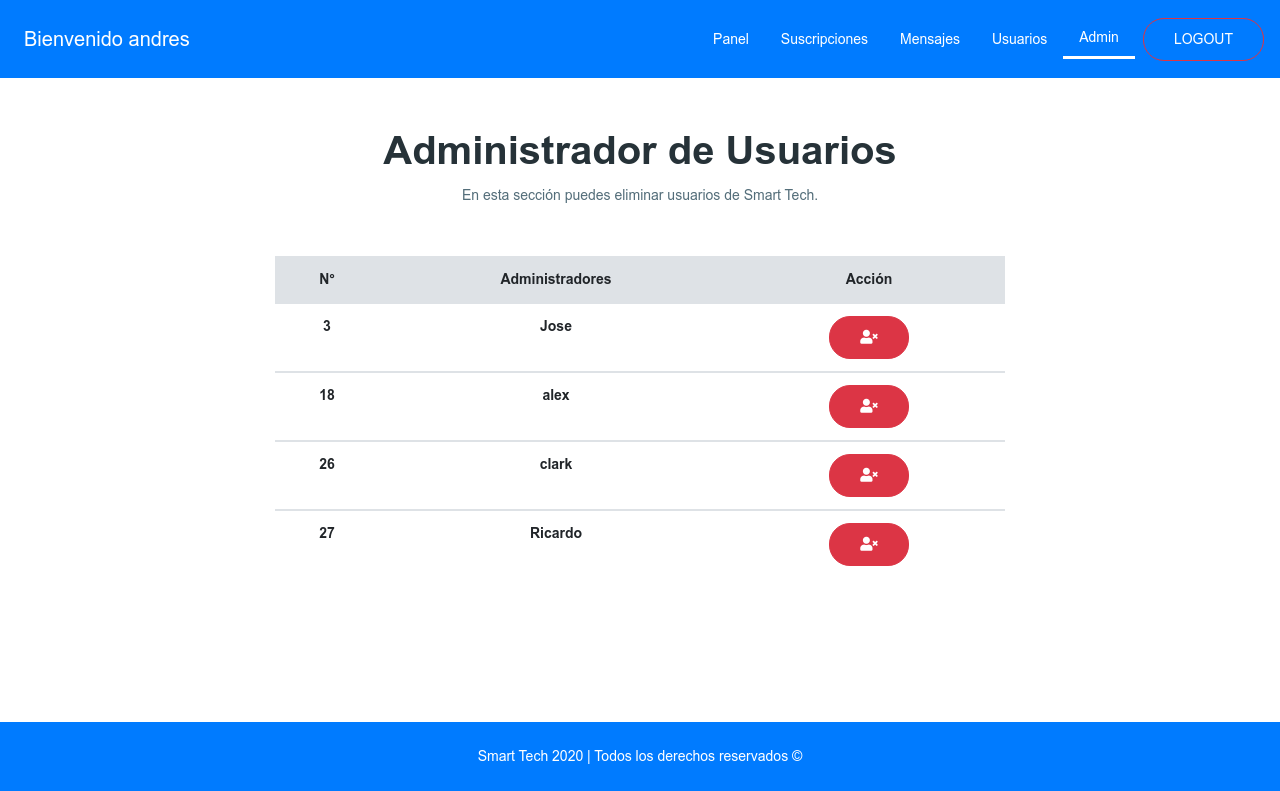 Bienvenido andres
Panel Suscripciones Mensajes Usuarios Admin LOGOUT
Administrador de Usuarios
En esta sección puedes eliminar usuarios de Smart Tech.
N° Administradores Acción
3 Jose
18 alex
26 clark
27 Ricardo
Smart Tech 2020 | Todos los derechos reservados ©